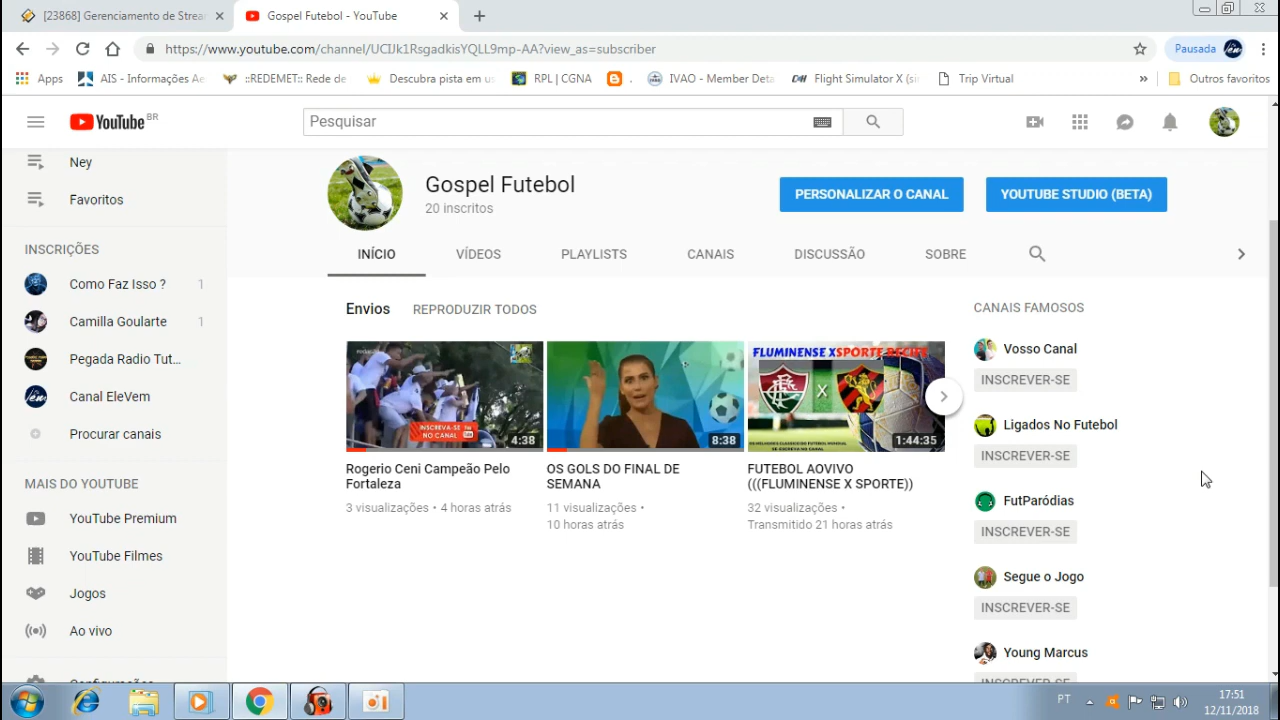 [23868] Gerenciamento de Strea
Gospel Futebol - YouTube
https://www.youtube.com/channel/UCIJk1RsgadkisYQLL9mp-AA?view_as=subscriber
Pausada
Apps
AIS - Informações Ae
::REDEMET:: Rede de
Descubra pista em us
RPL | CGNA
.
IVAO - Member Deta
Flight Simulator X (si
Trip Virtual
»
Outros favoritos
YouTube BR
Pesquisar
Ney
Favoritos
INSCRIÇÕES
Como Faz Isso ? 1
Camilla Goularte 1
Pegada Radio Tut...
Canal EleVem
Procurar canais
MAIS DO YOUTUBE
YouTube Premium
YouTube Filmes
Jogos
Ao vivo
Configurações
Gospel Futebol
20 inscritos
PERSONALIZAR O CANAL
YOUTUBE STUDIO (BETA)
INÍCIO
VÍDEOS
PLAYLISTS
CANAIS
DISCUSSÃO
SOBRE
Envios
REPRODUZIR TODOS
INSCREVA-SE
NO CANAL
4:38
Rogerio Ceni Campeão Pelo
Fortaleza
3 visualizações • 4 horas atrás
8:38
OS GOLS DO FINAL DE
SEMANA
11 visualizações •
10 horas atrás
FLUMINENSE XSPORTE RECIFE
X
1:44:35
FUTEBOL AOVIVO
(((FLUMINENSE X SPORTE))
32 visualizações •
Transmitido 21 horas atrás
CANAIS FAMOSOS
Vosso Canal
INSCREVER-SE
Ligados No Futebol
INSCREVER-SE
FutParódias
INSCREVER-SE
Segue o Jogo
INSCREVER-SE
Young Marcus
INSCREVER-SE
PT
17:51
12/11/2018